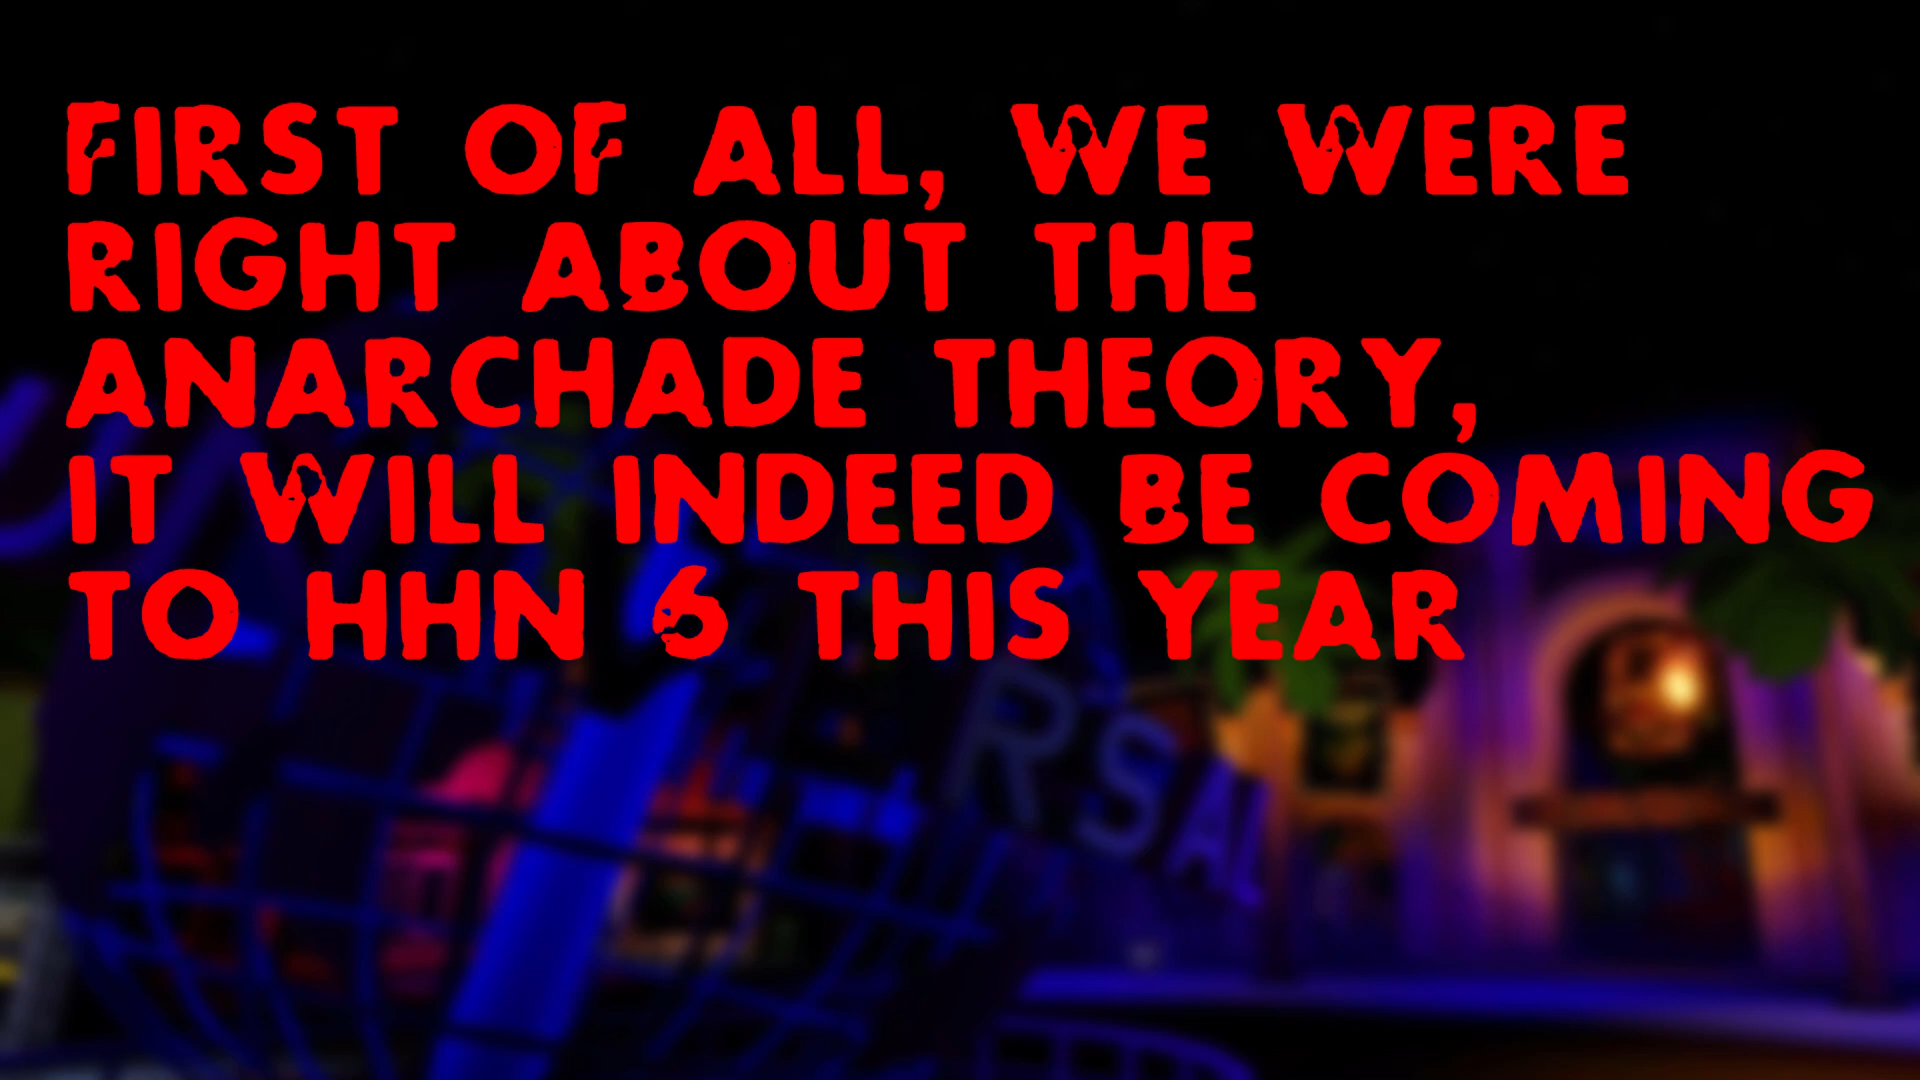 FIRST OF ALL, WE WERE
RIGHT ABOUT THE
ANARCHADE THEORY,
IT WILL INDEED BE COMING
TO HHN 6 THIS YEAR
RSAL